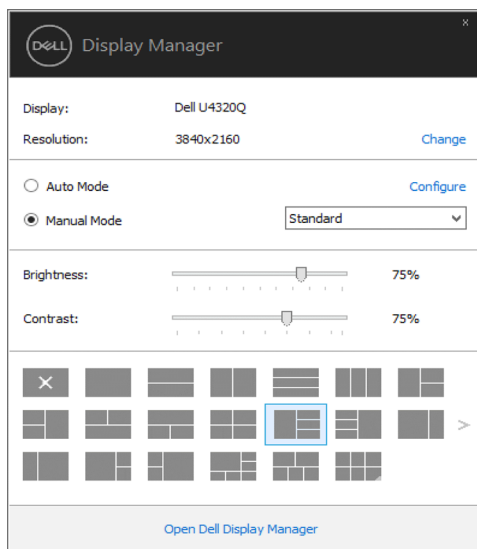 DELL Display Manager
Display: Dell U4320Q
Resolution: 3840x2160 Change
Auto Mode Configure
Manual Mode Standard
Brightness: 75%
Contrast: 75%
Open Dell Display Manager